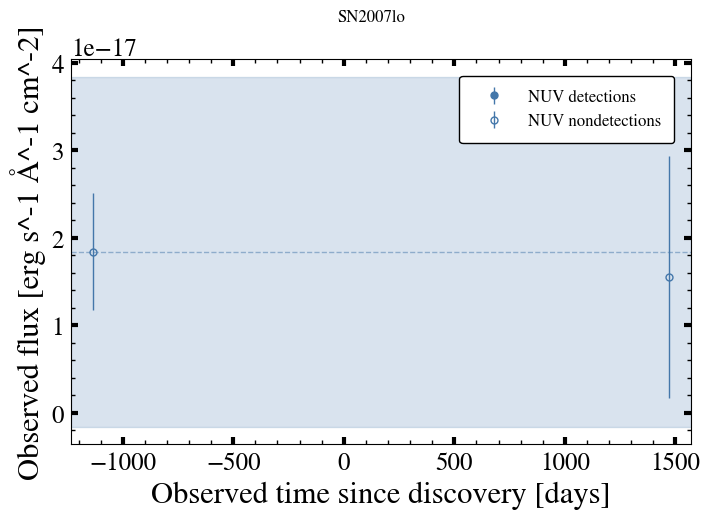 SN2007lo
1e−17
4
3
2
1
0
Observed flux [erg s^-1 Å^-1 cm^-2]
NUV detections
NUV nondetections
−1000 −500 0 500 1000 1500
Observed time since discovery [days]